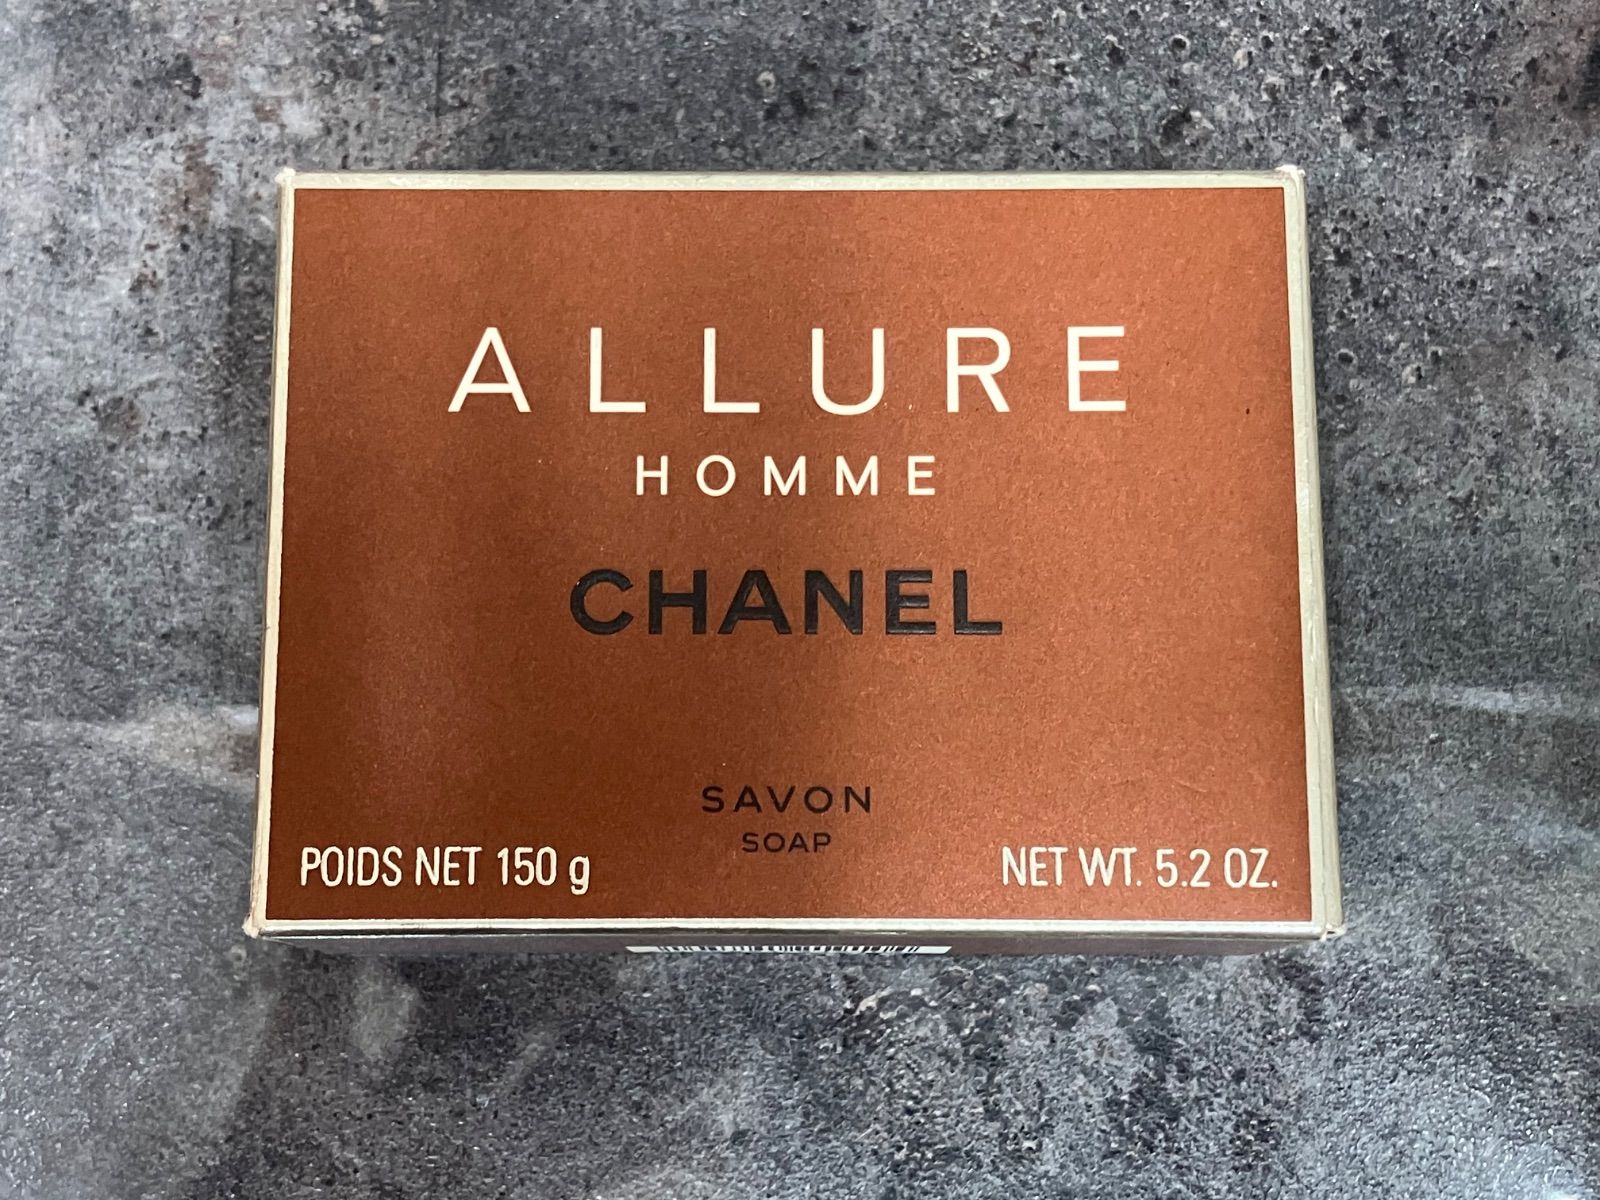 ALLURE
HOMME
CHANEL
SAVON
SOAP
POIDS NET 150 g
NET WT. 5.2 OZ.